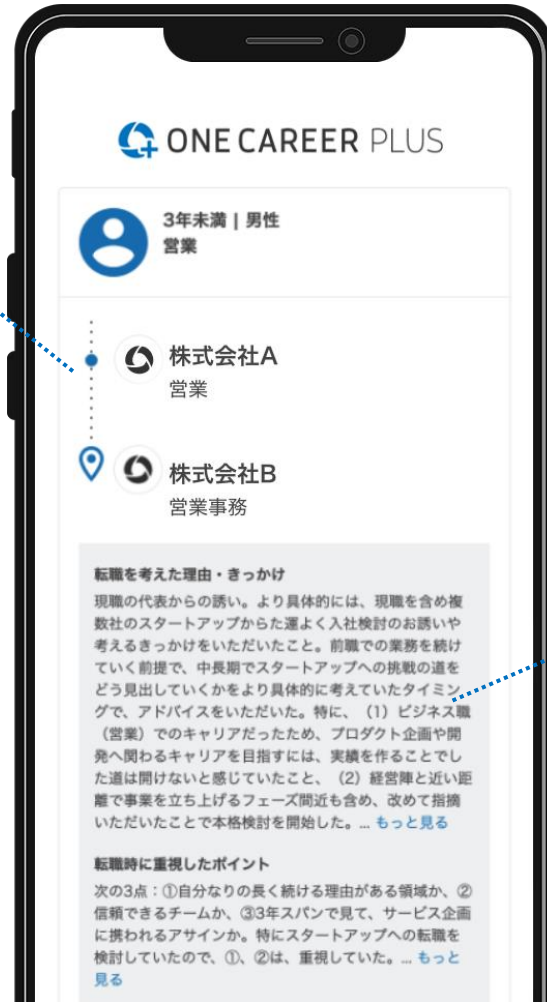 ONE CAREER PLUS
3年未満 | 男性
営業
株式会社A
営業
株式会社B
営業事務
転職を考えた理由・きっかけ
現職の代表からの誘い。より具体的には、現職を含め複
数社のスタートアップからた運よく入社検討のお誘いや
考えるきっかけをいただいたこと。前職での業務を続け
ていく前提で、中長期でスタートアップへの挑戦の道を
どう見出していくかをより具体的に考えていたタイミン
グで、アドバイスをいただいた。特に、（1）ビジネス職
（営業）でのキャリアだったため、プロダクト企画や開
発へ関わるキャリアを目指すには、実績を作ることでし
た道は開けないと感じていたこと、（2）経営陣と近い距
離で事業を立ち上げるフェーズ間近も含め、改めて指摘
いただいたことで本格検討を開始した。... もっと見る
転職時に重視したポイント
次の3点：①自分なりの長く続ける理由がある領域か、②
信頼できるチームか、③3年スパンで見て、サービス企画
に携われるアサインか。特にスタートアップへの転職を
検討していたので、①、②は、重視していた。... もっと
見る